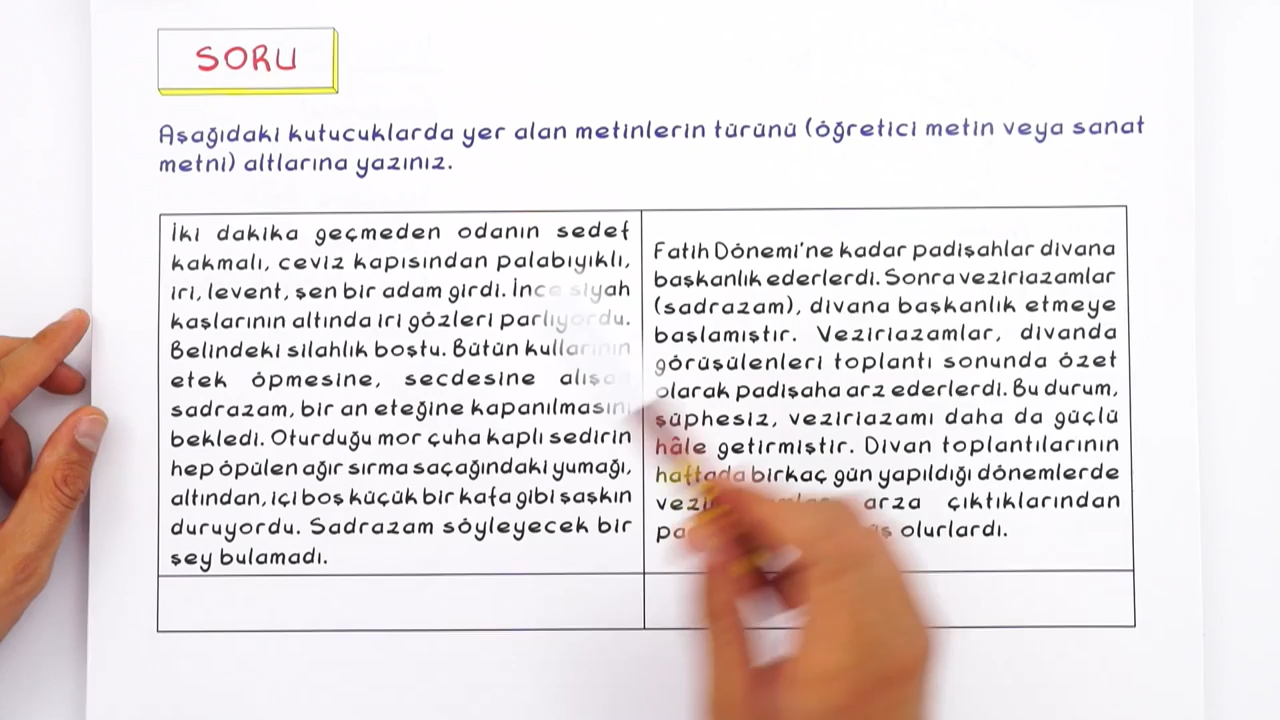 SORU
Aşağıdaki kutucuklarda yer alan metinlerin türünü (öğretici metin veya sanat
metni) altlarına yazınız.
İki dakika geçmeden odanın sedef
kakmalı, ceviz kapısından palabıyıklı,
iri, levent, şen bir adam girdi. İnce siyah
kaşlarının altında iri gözleri parlıyordu.
Belindeki silahlık boştu. Bütün kullarının
etek öpmesine, secdesine
sadrazam, bir an eteğine kapanılmasını
bekledi. Oturduğu mor çuha kaplı sedirin
hep öpülen ağır sırma saçağındaki yumağı,
altından, içi boş küçük bir kafa gibi şaşkın
duruyordu. Sadrazam söyleyecek bir
şey bulamadı.
Fatih Dönemi'ne kadar padişahlar divana
başkanlık ederlerdi. Sonra veziriazamlar
(sadrazam), divana başkanlık etmeye
başlamıştır. Veziriazamlar, divanda
görüşülenleri toplantı sonunda özet
olarak padişaha arz ederlerdi. Bu durum,
şüphesiz, veziriazamı daha da güçlü
hâle getirmiştir. Divan toplantılarının
haftada birkaç gün yapıldığı dönemlerde
arza çıktıklarından
olurlardı.